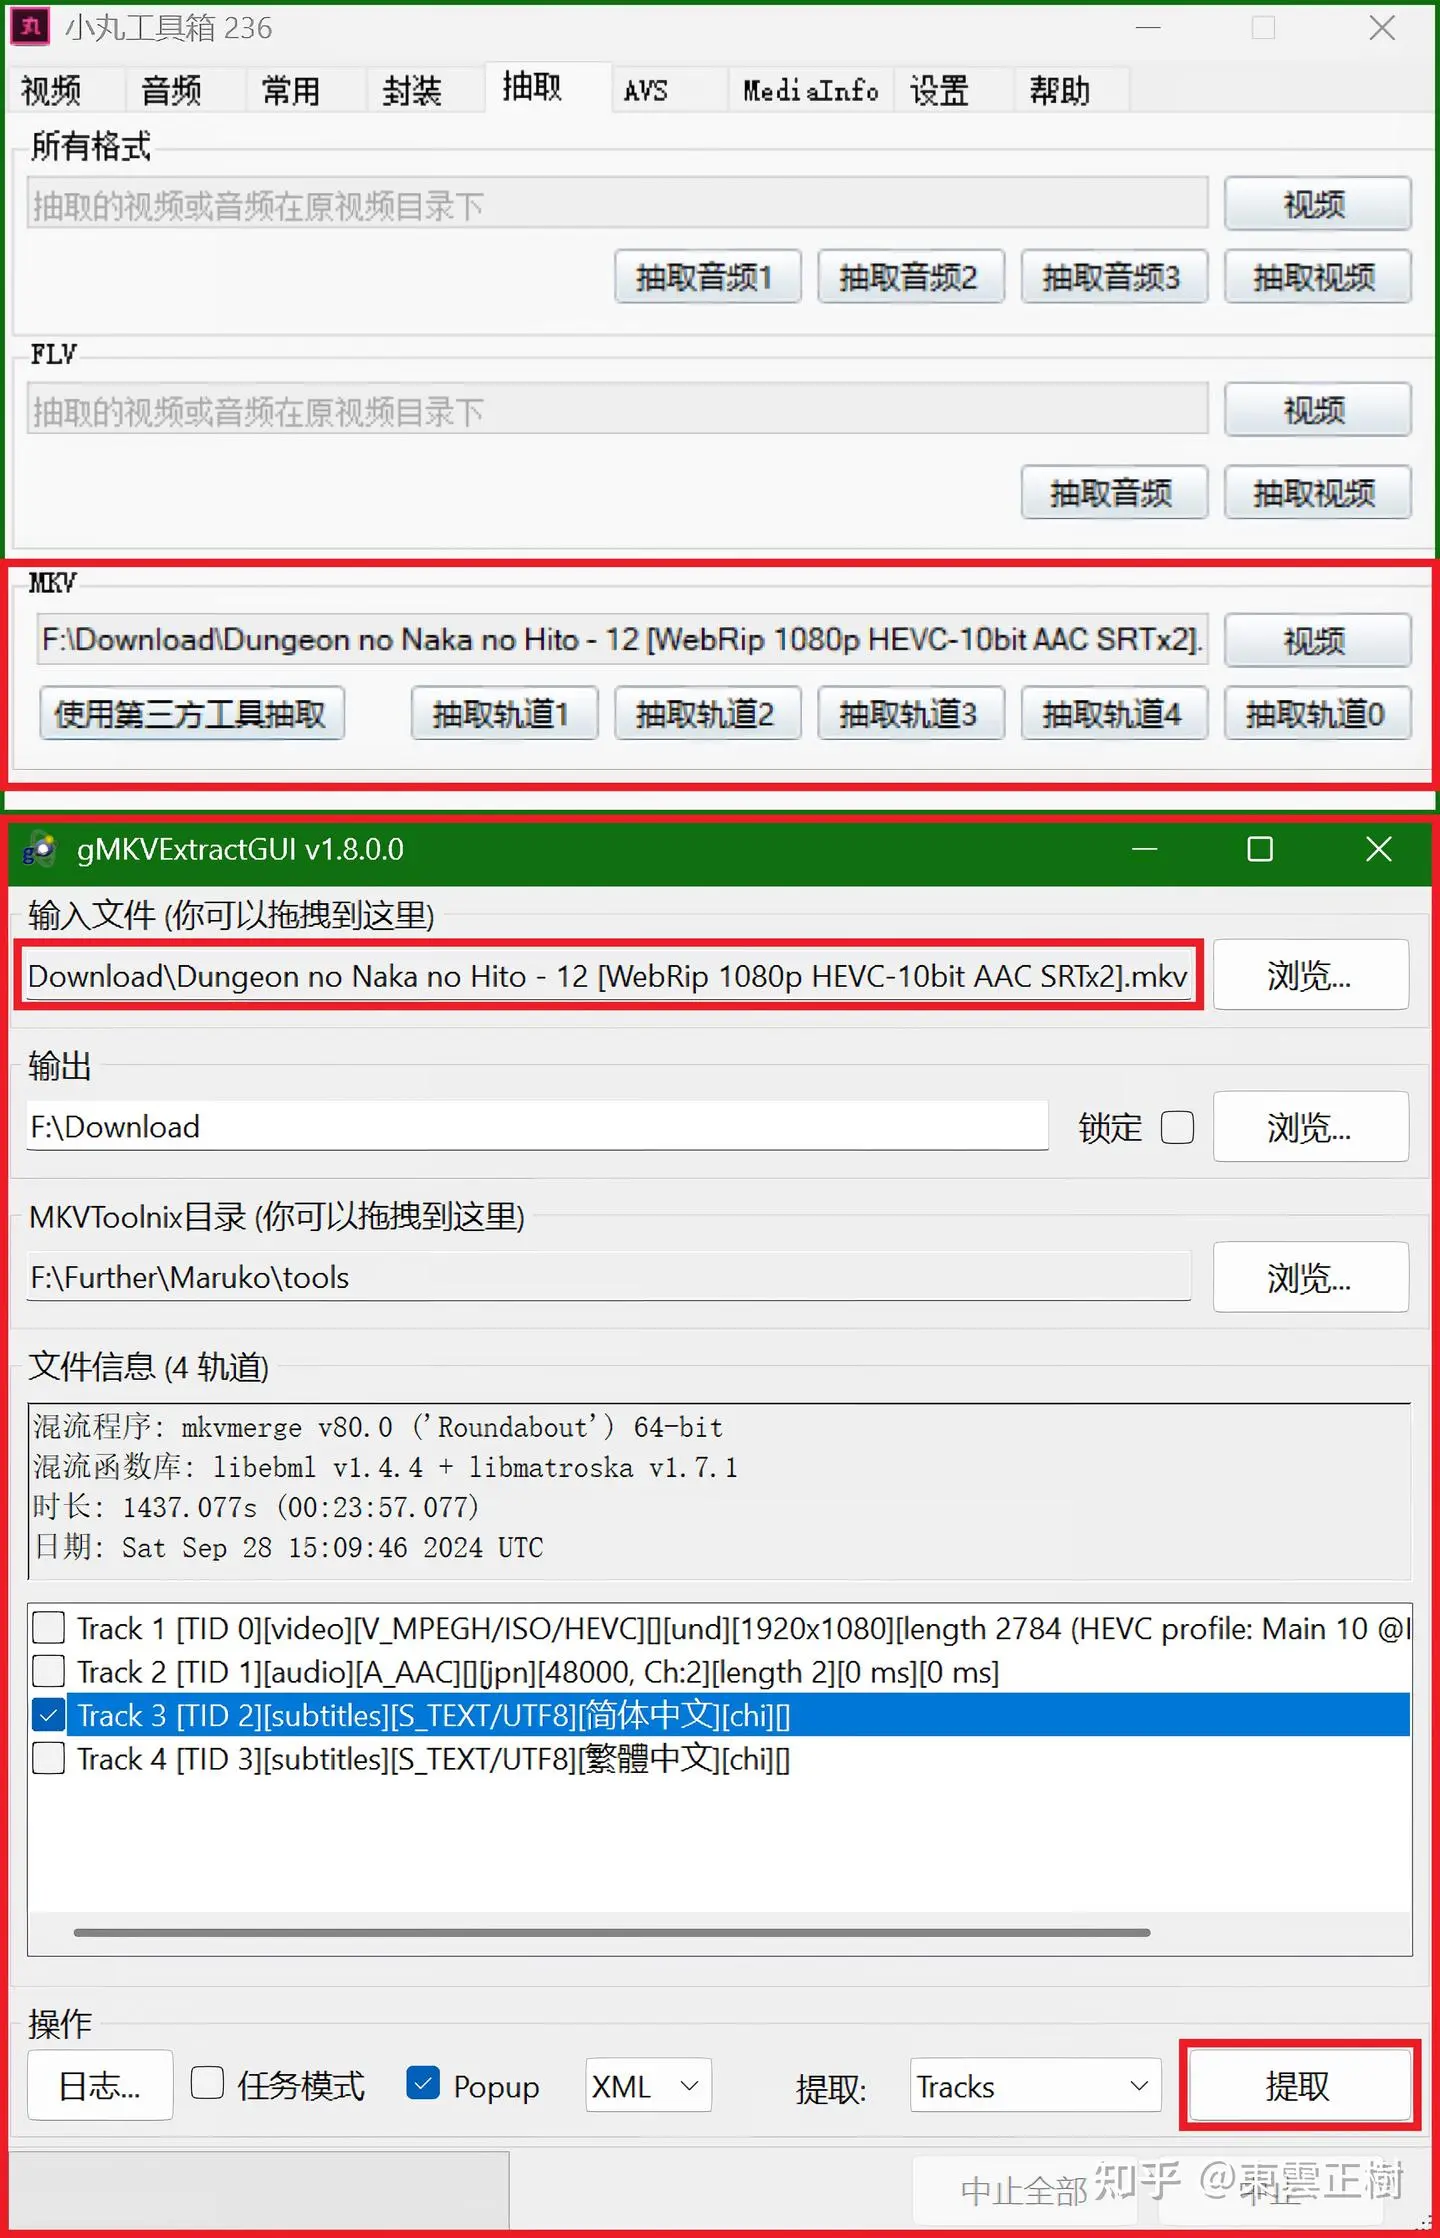 丸 小丸工具箱 236
视频 音频 常用 封装 抽取 AVS MediaInfo 设置 帮助
所有格式
抽取的视频或音频在原视频目录下 视频
抽取音频1 抽取音频2 抽取音频3 抽取视频
FLV
抽取的视频或音频在原视频目录下 视频
抽取音频 抽取视频
MKV
F:\Download\Dungeon no Naka no Hito - 12 [WebRip 1080p HEVC-10bit AAC SRTx2]. 视频
使用第三方工具抽取 抽取轨道1 抽取轨道2 抽取轨道3 抽取轨道4 抽取轨道0
gMKVExtractGUI v1.8.0.0
输入文件 (你可以拖拽到这里)
Download\Dungeon no Naka no Hito - 12 [WebRip 1080p HEVC-10bit AAC SRTx2].mkv 浏览...
输出
F:\Download 锁定 浏览...
MKVToolnix目录 (你可以拖拽到这里)
F:\Further\Maruko\tools 浏览...
文件信息 (4 轨道)
混流程序: mkvmerge v80.0 ('Roundabout') 64-bit
混流函数库: libebml v1.4.4 + libmatroska v1.7.1
时长: 1437.077s (00:23:57.077)
日期: Sat Sep 28 15:09:46 2024 UTC
Track 1 [TID 0][video][V_MPEGH/ISO/HEVC][][und][1920x1080][length 2784 (HEVC profile: Main 10 @
Track 2 [TID 1][audio][A_AAC][][jpn][48000, Ch:2][length 2][0 ms][0 ms]
Track 3 [TID 2][subtitles][S_TEXT/UTF8][简体中文][chi][]
Track 4 [TID 3][subtitles][S_TEXT/UTF8][繁體中文][chi][]
操作
日志... 任务模式 Popup XML 提取: Tracks 提取
中止全部 中止
知乎 @東雲正樹